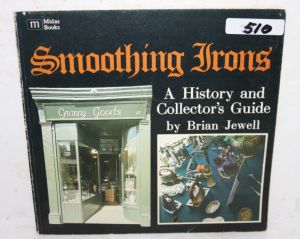 m Midas
Books
510
Smoothing Irons
Granny Goods
A History and
Collector's Guide
by Brian Jewell